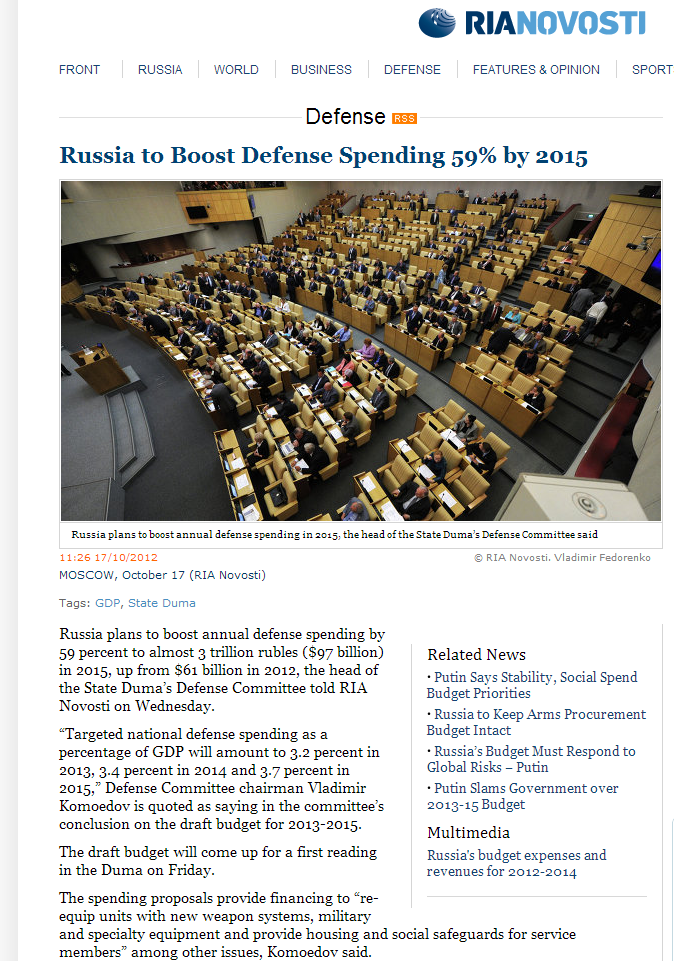 RIANOVOSTI
FRONT
RUSSIA
WORLD
BUSINESS
DEFENSE
FEATURES & OPINION
SPORT
Defense RSS
Russia to Boost Defense Spending 59% by 2015
Russia plans to boost annual defense spending in 2015, the head of the State Duma's Defense Committee said
11:26 17/10/2012
© RIA Novosti. Vladimir Fedorenko
MOSCOW, October 17 (RIA Novosti)
Tags: GDP, State Duma
Russia plans to boost annual defense spending by
59 percent to almost 3 trillion rubles ($97 billion)
in 2015, up from $61 billion in 2012, the head of
the State Duma's Defense Committee told RIA
Novosti on Wednesday.
“Targeted national defense spending as a
percentage of GDP will amount to 3.2 percent in
2013, 3.4 percent in 2014 and 3.7 percent in
2015,” Defense Committee chairman Vladimir
Komoedov is quoted as saying in the committee's
conclusion on the draft budget for 2013-2015.
The draft budget will come up for a first reading
in the Duma on Friday.
The spending proposals provide financing to “re-
equip units with new weapon systems, military
and specialty equipment and provide housing and social safeguards for service
members” among other issues, Komoedov said.
Related News
· Putin Says Stability, Social Spend
Budget Priorities
· Russia to Keep Arms Procurement
Budget Intact
· Russia's Budget Must Respond to
Global Risks – Putin
· Putin Slams Government over
2013-15 Budget
Multimedia
Russia's budget expenses and
revenues for 2012-2014